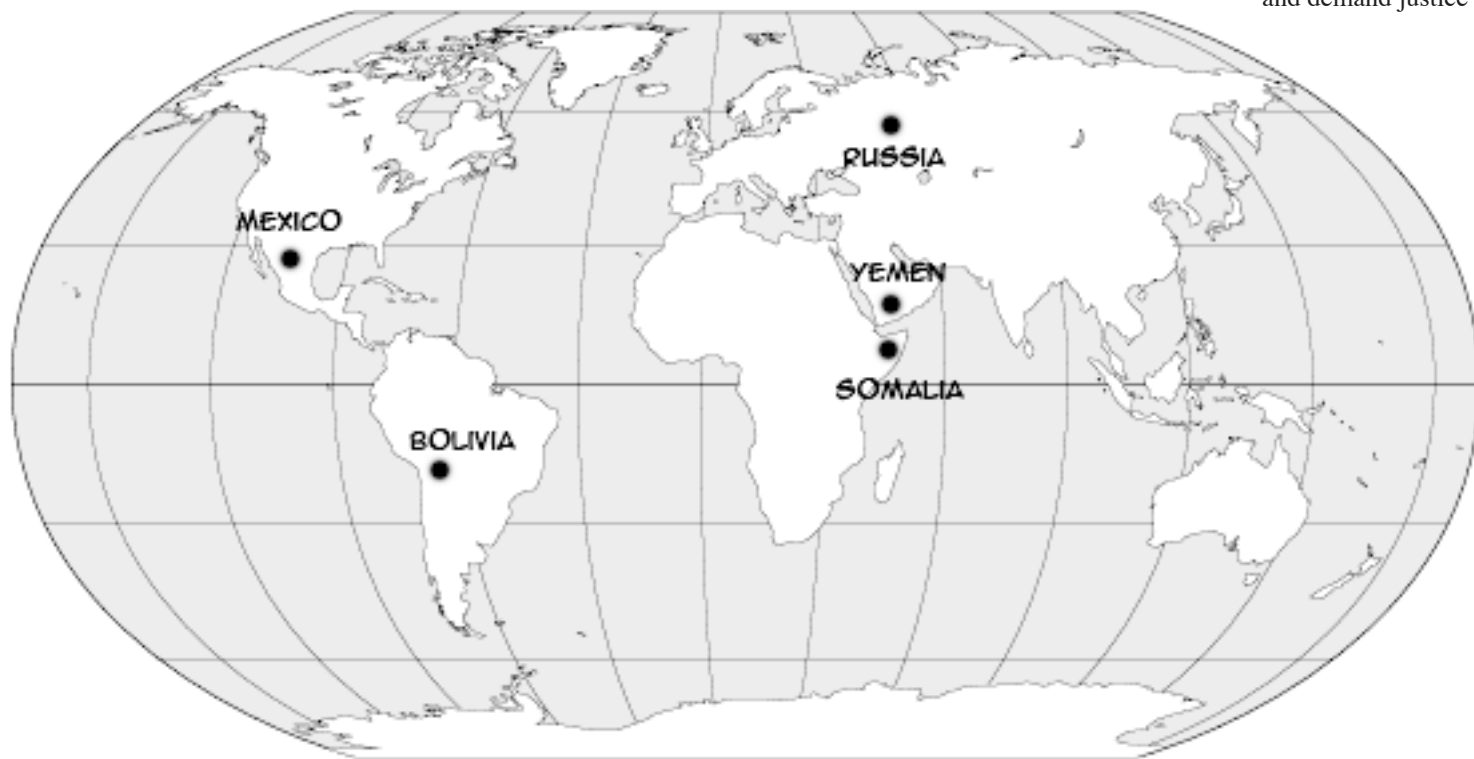 and demand justice
RUSSIA
MEXICO
YEMEN
SOMALIA
BOLIVIA